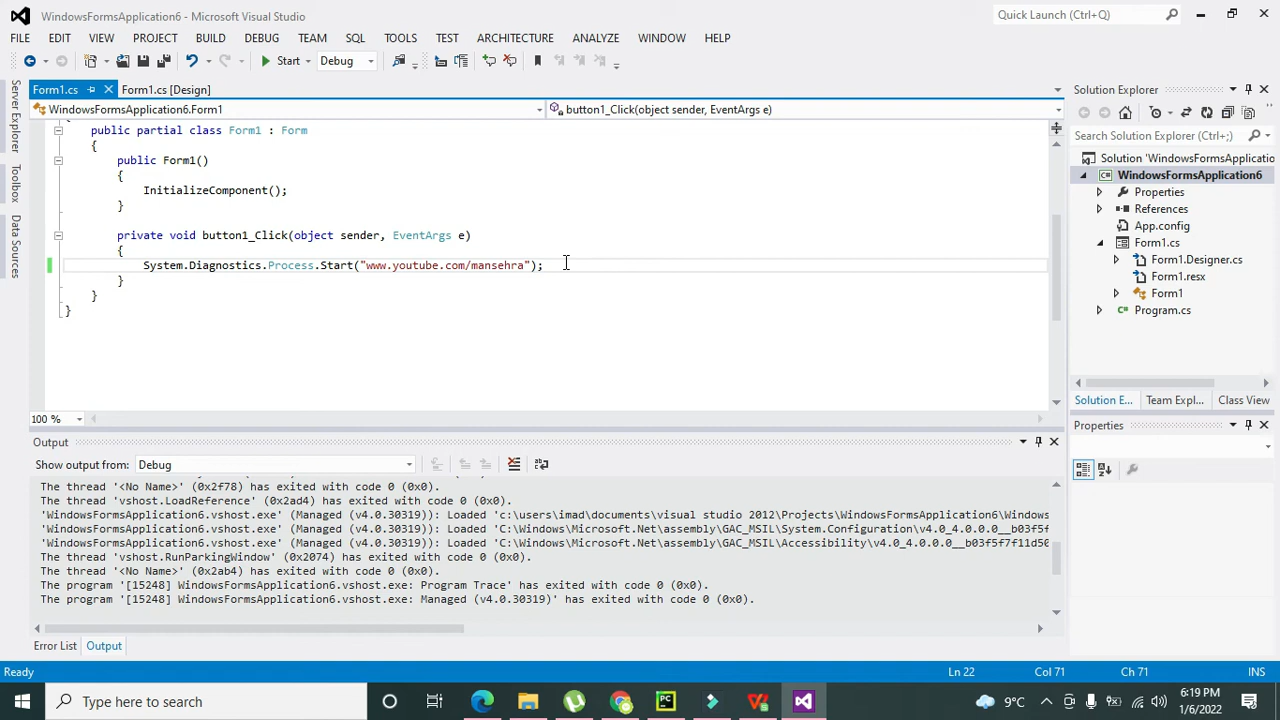 WindowsFormsApplication6 - Microsoft Visual Studio
Quick Launch (Ctrl+Q)
FILE EDIT VIEW PROJECT BUILD DEBUG TEAM SQL TOOLS TEST ARCHITECTURE ANALYZE WINDOW HELP
Start Debug
Server Explorer
Toolbox
Data Sources
Form1.cs Form1.cs [Design]
WindowsFormsApplication6.Form1 button1_Click(object sender, EventArgs e)
public partial class Form1 : Form
{
public Form1()
{
InitializeComponent();
}
private void button1_Click(object sender, EventArgs e)
{
System.Diagnostics.Process.Start("www.youtube.com/mansehra");
}
}
}
100 %
Output
Show output from: Debug
The thread '<No Name>' (0x2f78) has exited with code 0 (0x0).
The thread 'vshost.LoadReference' (0x2ad4) has exited with code 0 (0x0).
'WindowsFormsApplication6.vshost.exe' (Managed (v4.0.30319)): Loaded 'c:\users\imad\documents\visual studio 2012\Projects\WindowsFormsApplication6\Windows
'WindowsFormsApplication6.vshost.exe' (Managed (v4.0.30319)): Loaded 'C:\Windows\Microsoft.Net\assembly\GAC_MSIL\System.Configuration\v4.0_4.0.0.0__b03f5f
'WindowsFormsApplication6.vshost.exe' (Managed (v4.0.30319)): Loaded 'C:\Windows\Microsoft.Net\assembly\GAC_MSIL\Accessibility\v4.0_4.0.0.0__b03f5f7f11d50
The thread 'vshost.RunParkingWindow' (0x2074) has exited with code 0 (0x0).
The thread '<No Name>' (0x2ab4) has exited with code 0 (0x0).
The program '[15248] WindowsFormsApplication6.vshost.exe: Program Trace' has exited with code 0 (0x0).
The program '[15248] WindowsFormsApplication6.vshost.exe: Managed (v4.0.30319)' has exited with code 0 (0x0).
Error List Output
Solution Explorer
Search Solution Explorer (Ctrl+;)
Solution 'WindowsFormsApplicatio
WindowsFormsApplication6
Properties
References
App.config
Form1.cs
Form1.Designer.cs
Form1.resx
Form1
Program.cs
Solution E... Team Expl... Class View
Properties
Ready Ln 22 Col 71 Ch 71 INS
Type here to search
PC
9°C
6:19 PM
1/6/2022